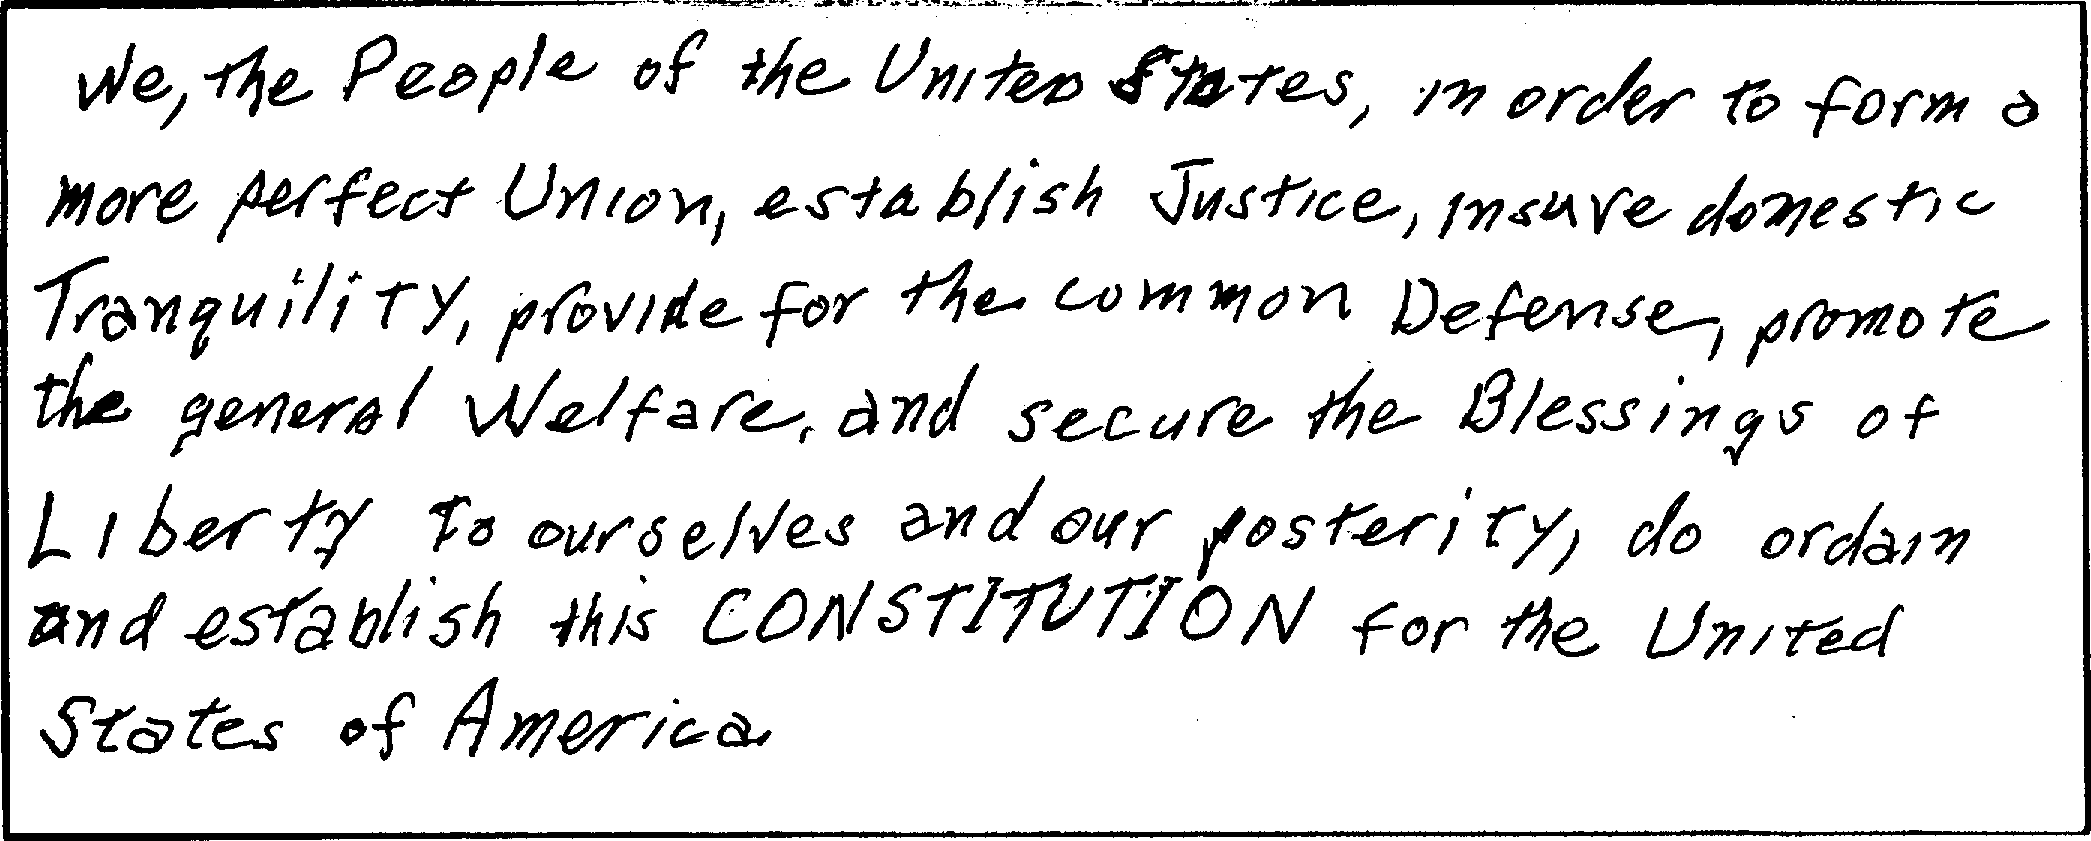 We, the People of the United States, in order to form a
more perfect Union, establish Justice, insure domestic
Tranquility, provide for the common Defense, promote
the general Welfare, and secure the Blessings of
Liberty to ourselves and our posterity, do ordain
and establish this CONSTITUTION for the United
States of America